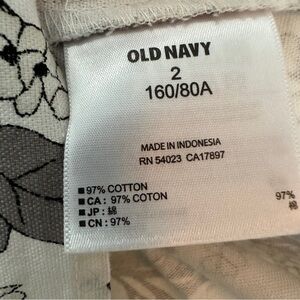 OLD NAVY
2
160/80A
MADE IN INDONESIA
RN 54023 CA17897
■97% COTTON
■CA: 97% COTON
■JP: 綿
■CN: 97%
97%
棉